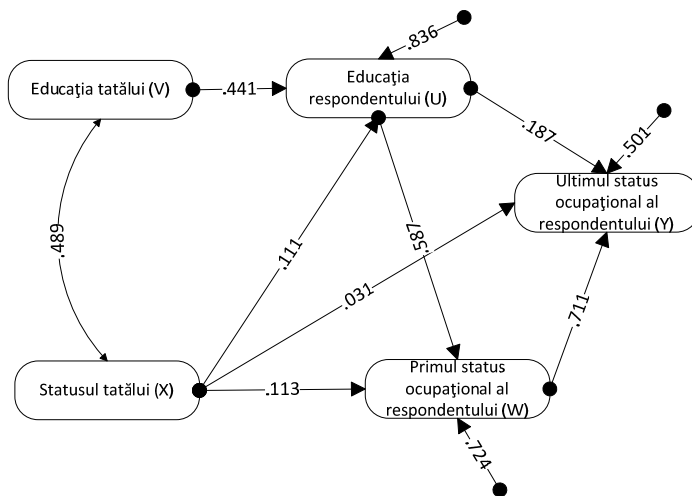 .836
Educaţia tatălui (V)
.441
Educaţia
respondentului (U)
.187
.501
Ultimul status
ocupaţional al
respondentului (Y)
.489
.111
.587
.031
.711
Statusul tatălui (X)
.113
Primul status
ocupaţional al
respondentului (W)
.724